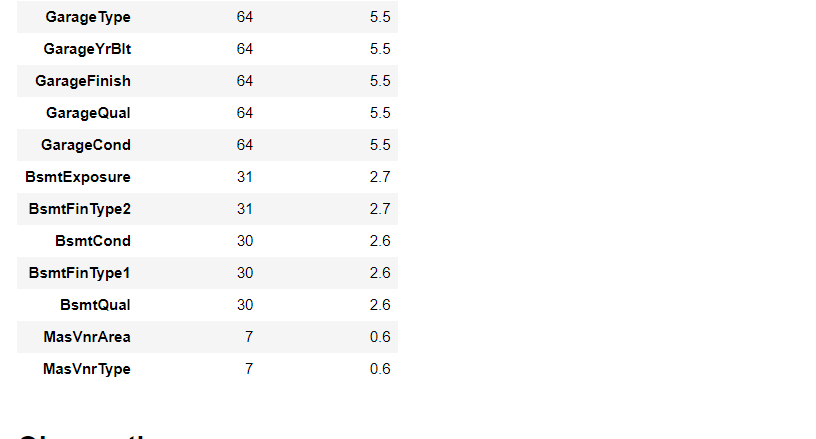 GarageType 64 5.5
GarageYrBlt 64 5.5
GarageFinish 64 5.5
GarageQual 64 5.5
GarageCond 64 5.5
BsmtExposure 31 2.7
BsmtFinType2 31 2.7
BsmtCond 30 2.6
BsmtFinType1 30 2.6
BsmtQual 30 2.6
MasVnrArea 7 0.6
MasVnrType 7 0.6